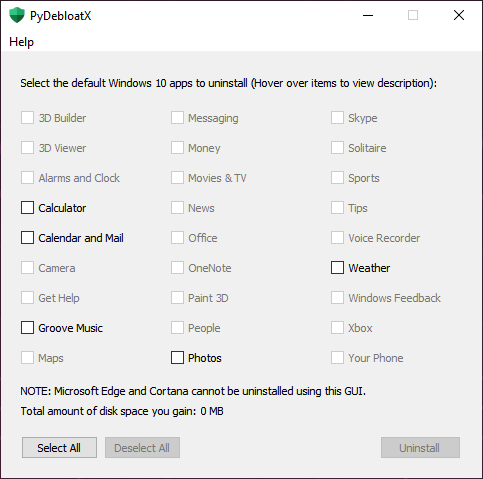 PyDebloatX
Help
Select the default Windows 10 apps to uninstall (Hover over items to view description):
3D Builder Messaging Skype
3D Viewer Money Solitaire
Alarms and Clock Movies & TV Sports
Calculator News Tips
Calendar and Mail Office Voice Recorder
Camera OneNote Weather
Get Help Paint 3D Windows Feedback
Groove Music People Xbox
Maps Photos Your Phone
NOTE: Microsoft Edge and Cortana cannot be uninstalled using this GUI.
Total amount of disk space you gain: 0 MB
Select All Deselect All Uninstall